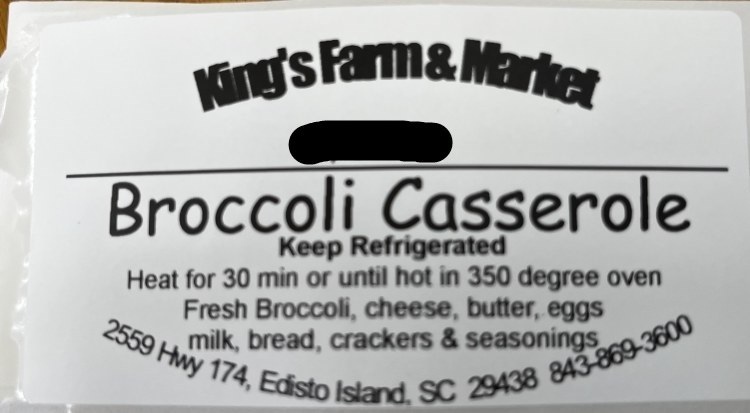 King's Farm & Market
Broccoli Casserole
Keep Refrigerated
Heat for 30 min or until hot in 350 degree oven
Fresh Broccoli, cheese, butter, eggs
milk, bread, crackers & seasonings
2559 Hwy 174, Edisto Island, SC 29438 843-869-3600